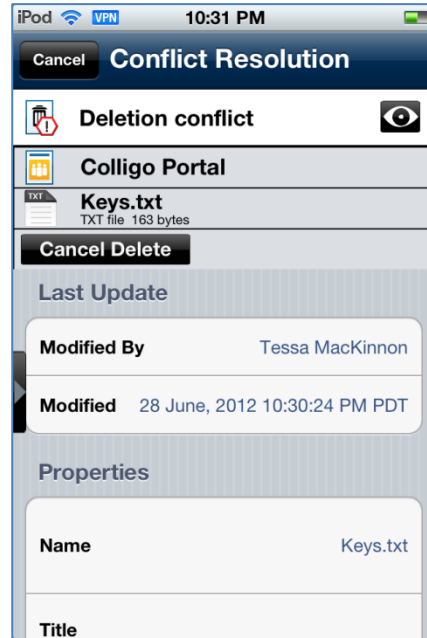 iPod VPN 10:31 PM
Cancel Conflict Resolution
Deletion conflict
Colligo Portal
TXT
Keys.txt
TXT file 163 bytes
Cancel Delete
Last Update
Modified By Tessa MacKinnon
Modified 28 June, 2012 10:30:24 PM PDT
Properties
Name Keys.txt
Title